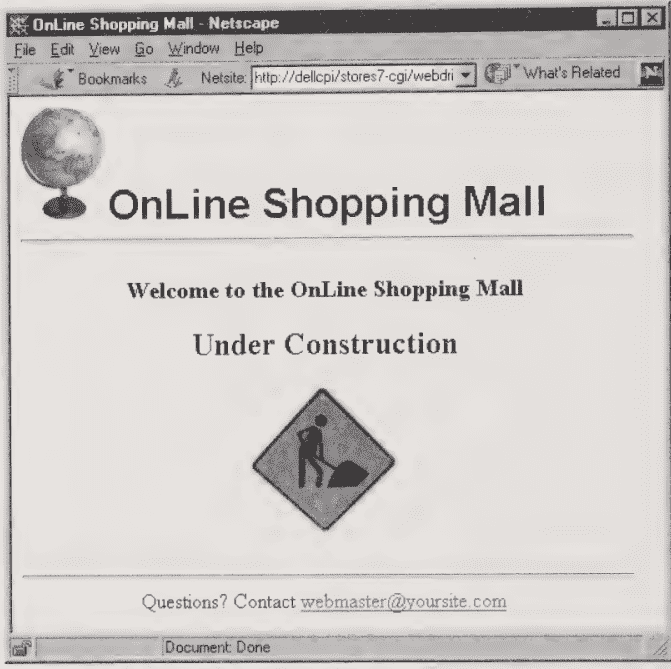 OnLine Shopping Mall - Netscape
File Edit View Go Window Help
Bookmarks Netsite: http://dellcpi/stores7-cgi/webdri What's Related N
OnLine Shopping Mall
Welcome to the OnLine Shopping Mall
Under Construction
Questions? Contact webmaster@yoursite.com
Document: Done